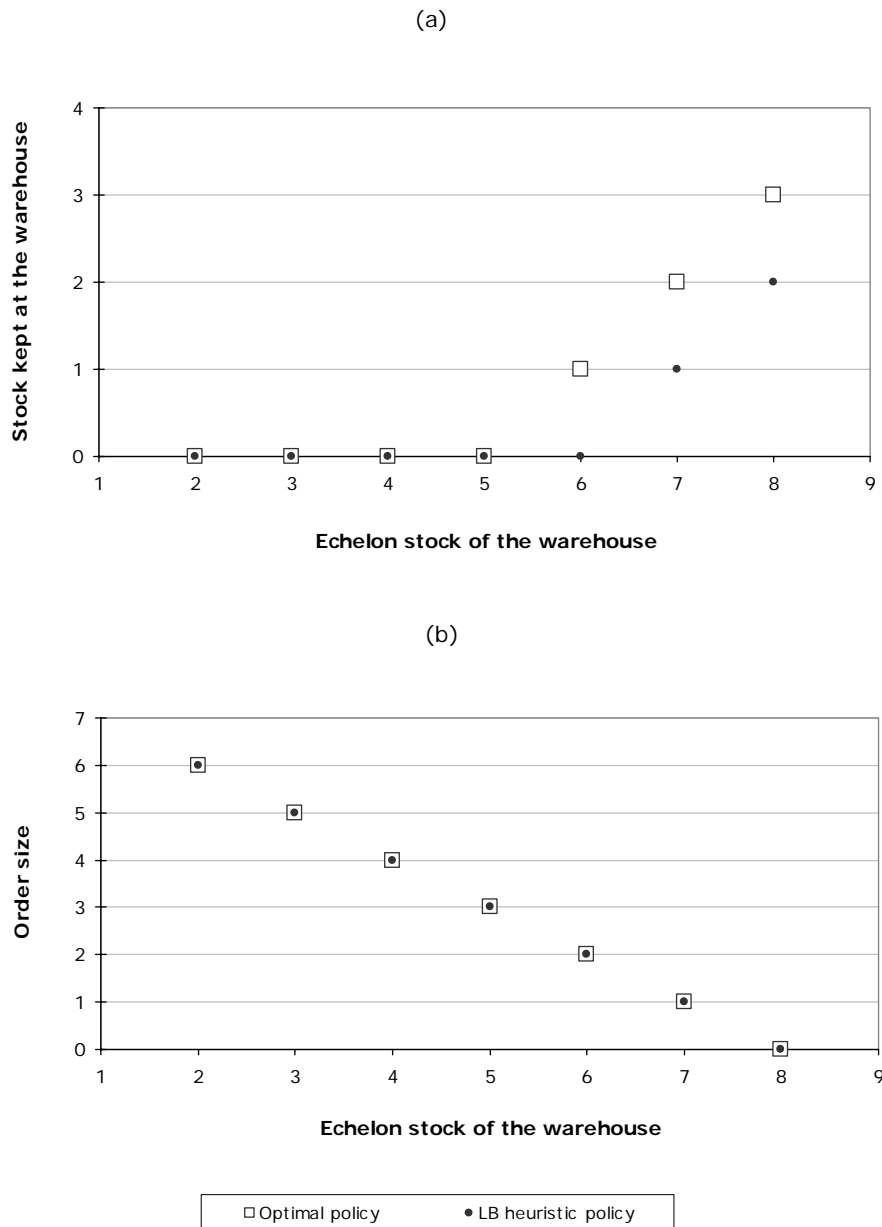 (a)
Stock kept at the warehouse
4
3
2
1
0
1 2 3 4 5 6 7 8 9
Echelon stock of the warehouse
(b)
Order size
7
6
5
4
3
2
1
0
1 2 3 4 5 6 7 8 9
Echelon stock of the warehouse
Optimal policy LB heuristic policy